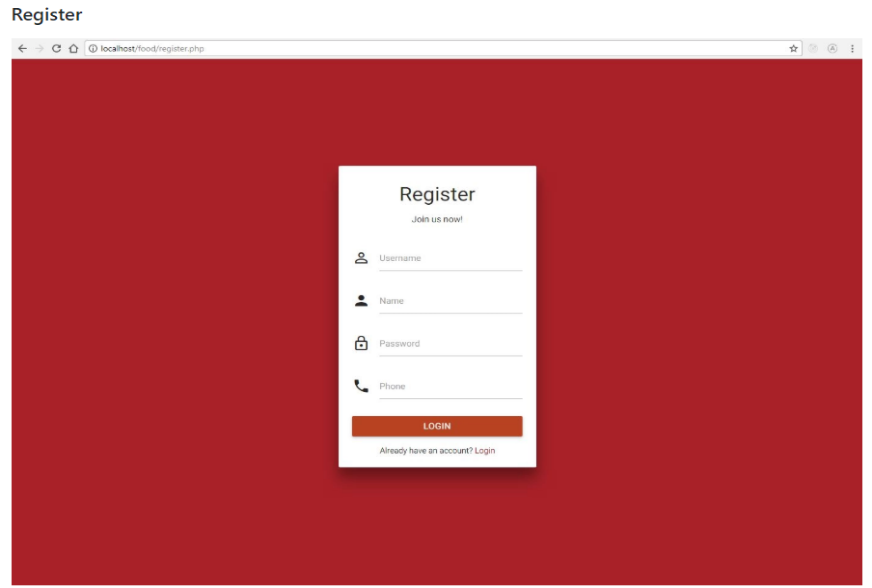 Register
localhost/food/register.php
Register
Join us now!
Username
Name
Password
Phone
LOGIN
Already have an account? Login